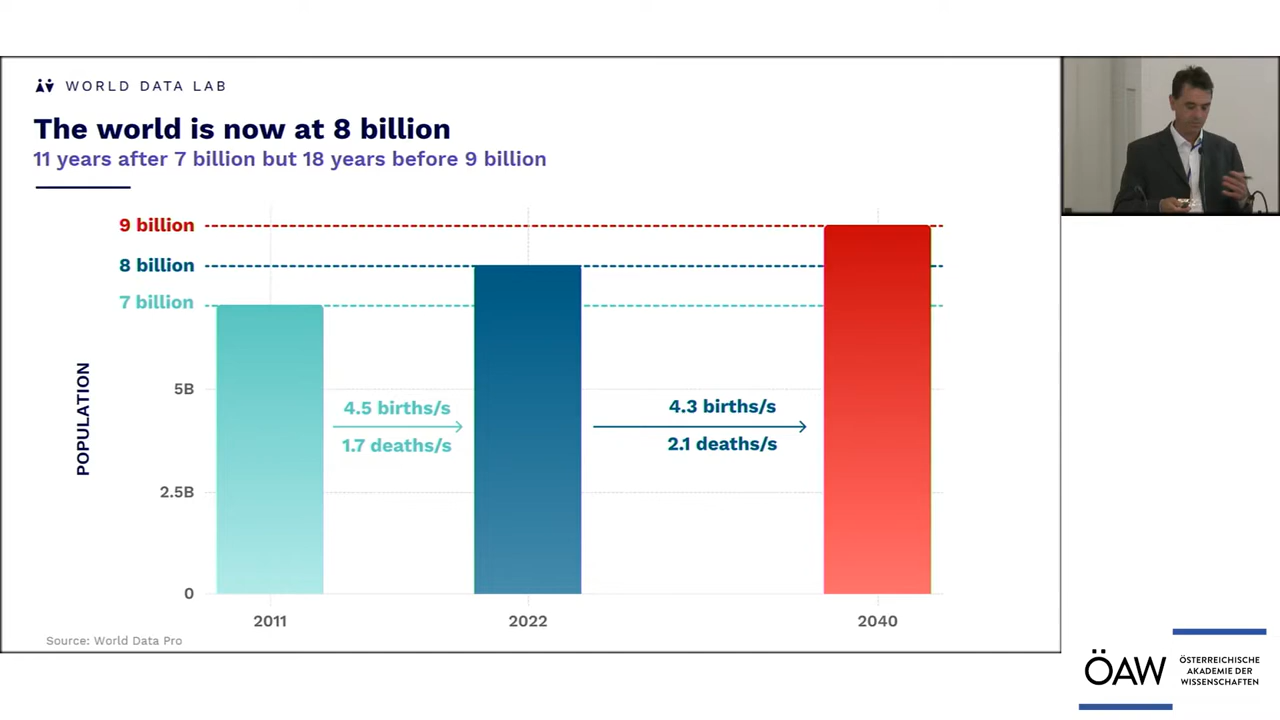 WORLD DATA LAB
The world is now at 8 billion
11 years after 7 billion but 18 years before 9 billion
9 billion
8 billion
7 billion
POPULATION
5B
2.5B
0
4.5 births/s
1.7 deaths/s
4.3 births/s
2.1 deaths/s
2011
2022
2040
Source: World Data Pro
ÖAW
ÖSTERREICHISCHE
AKADEMIE DER
WISSENSCHAFTEN